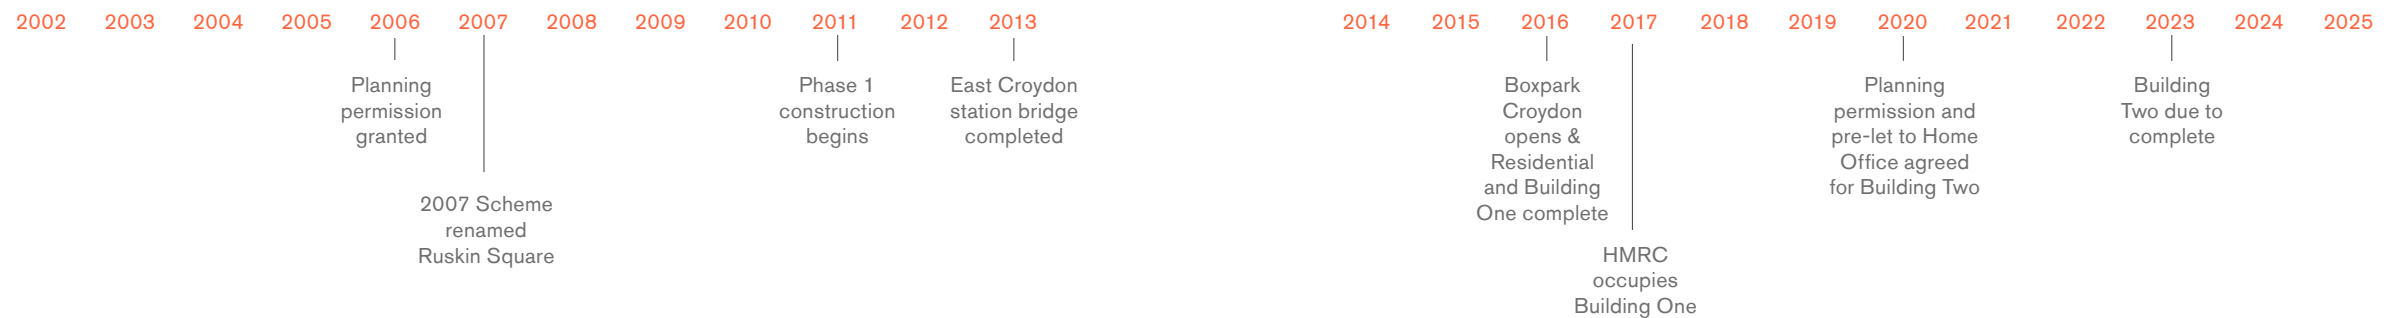 2002 2003 2004 2005 2006 2007 2008 2009 2010 2011 2012 2013 2014 2015 2016 2017 2018 2019 2020 2021 2022 2023 2024 2025
Planning
permission
granted
2007 Scheme
renamed
Ruskin Square
Phase 1
construction
begins
East Croydon
station bridge
completed
Boxpark
Croydon
opens &
Residential
and Building
One complete
HMRC
occupies
Building One
Planning
permission and
pre-let to Home
Office agreed
for Building Two
Building
Two due to
complete